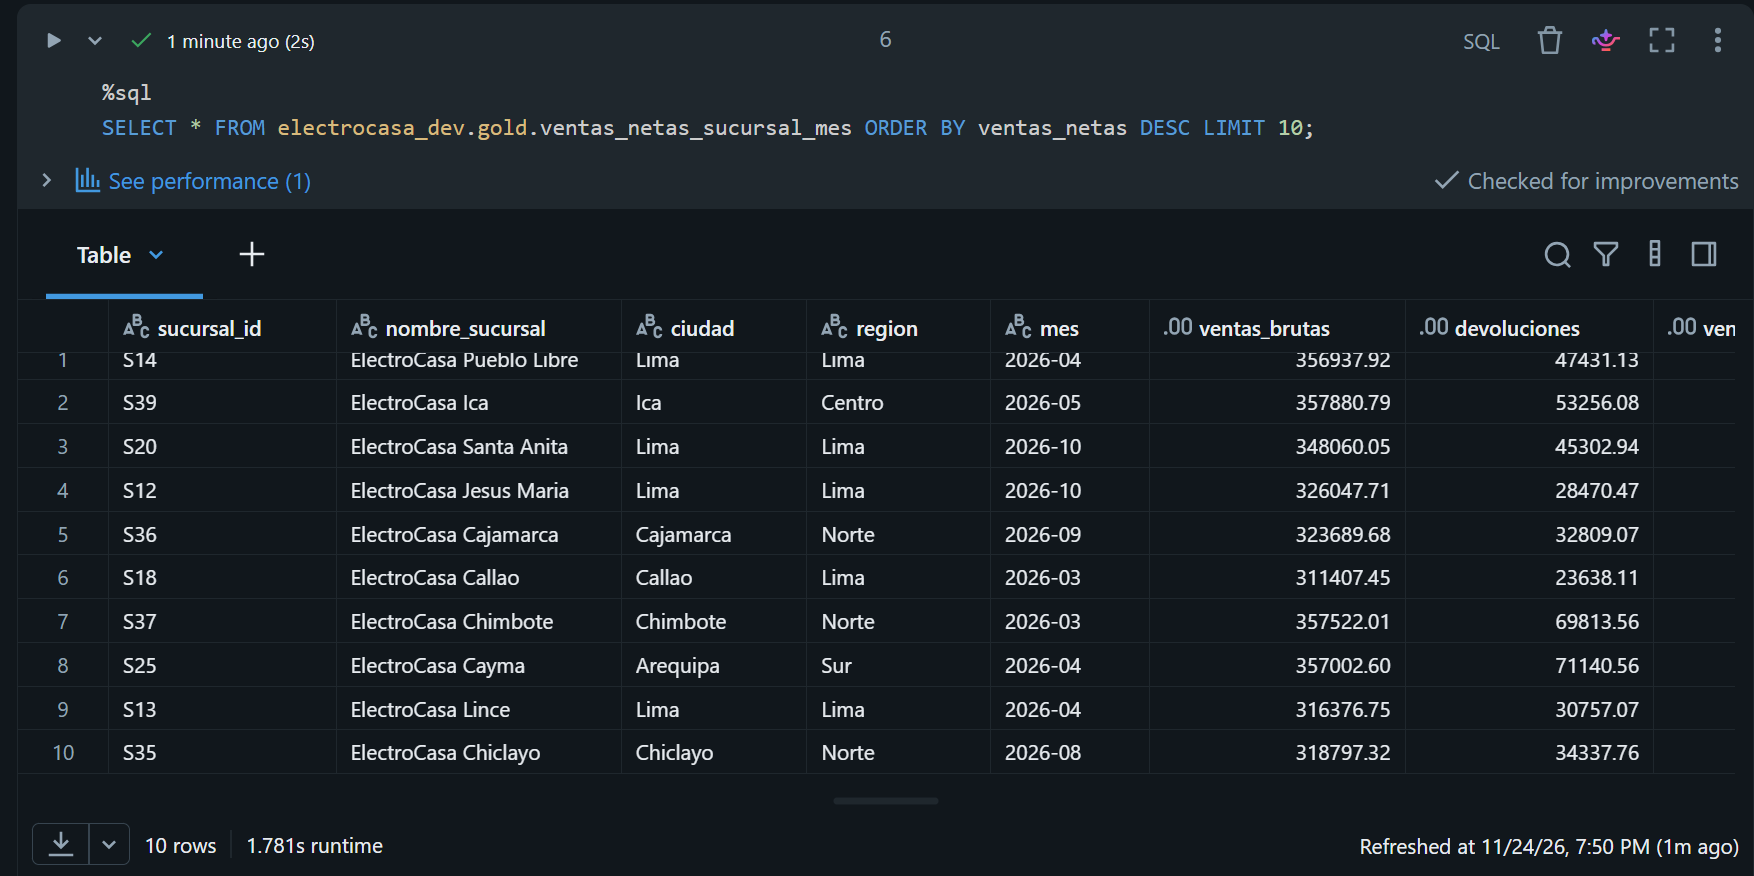 1 minute ago (2s)
6
SQL
%sql
SELECT * FROM electrocasa_dev.gold.ventas_netas_sucursal_mes ORDER BY ventas_netas DESC LIMIT 10;
See performance (1)
Checked for improvements
Table
sucursal_id nombre_sucursal ciudad region mes .00 ventas_brutas .00 devoluciones .00 ven
1 S14 ElectroCasa Pueblo Libre Lima Lima 2026-04 356937.92 47431.13
2 S39 ElectroCasa Ica Ica Centro 2026-05 357880.79 53256.08
3 S20 ElectroCasa Santa Anita Lima Lima 2026-10 348060.05 45302.94
4 S12 ElectroCasa Jesus Maria Lima Lima 2026-10 326047.71 28470.47
5 S36 ElectroCasa Cajamarca Cajamarca Norte 2026-09 323689.68 32809.07
6 S18 ElectroCasa Callao Callao Lima 2026-03 311407.45 23638.11
7 S37 ElectroCasa Chimbote Chimbote Norte 2026-03 357522.01 69813.56
8 S25 ElectroCasa Cayma Arequipa Sur 2026-04 357002.60 71140.56
9 S13 ElectroCasa Lince Lima Lima 2026-04 316376.75 30757.07
10 S35 ElectroCasa Chiclayo Chiclayo Norte 2026-08 318797.32 34337.76
10 rows
1.781s runtime
Refreshed at 11/24/26, 7:50 PM (1m ago)